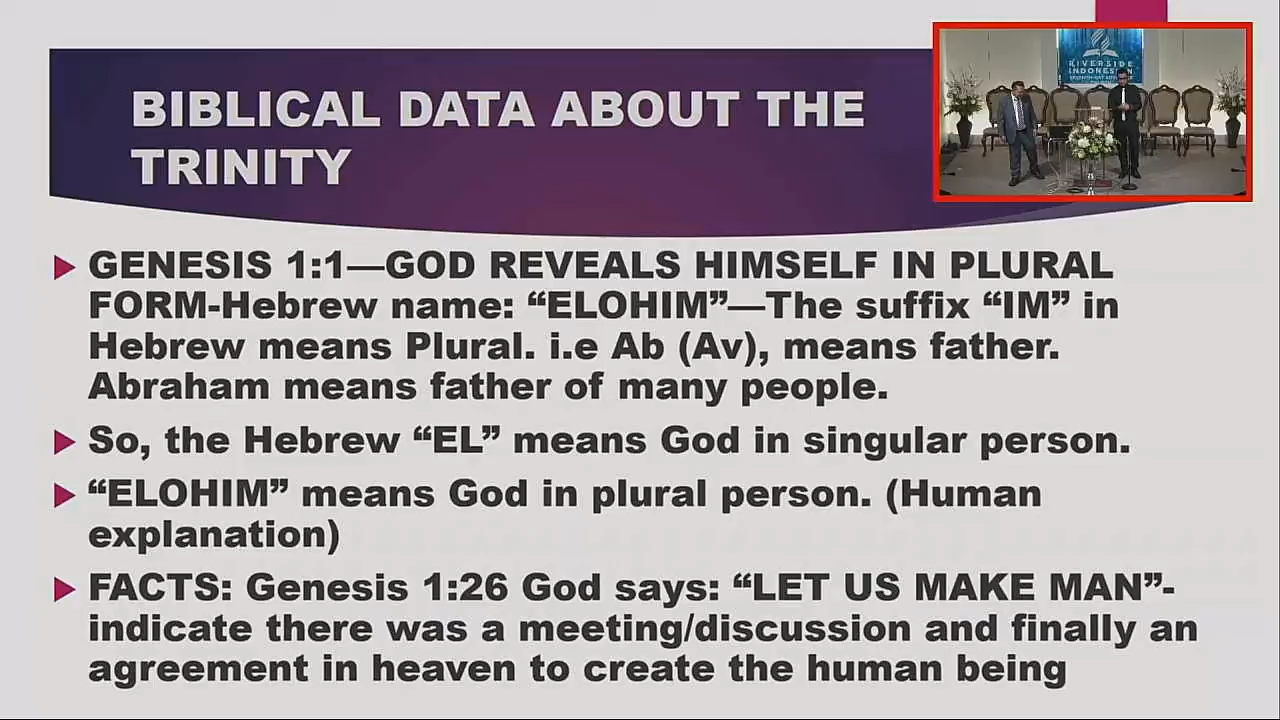 BIBLICAL DATA ABOUT THE
TRINITY
RIVERSIDE
INDONESIAN
GENESIS 1:1—GOD REVEALS HIMSELF IN PLURAL
FORM-Hebrew name: “ELOHIM”—The suffix “IM” in
Hebrew means Plural. i.e Ab (Av), means father.
Abraham means father of many people.
So, the Hebrew “EL” means God in singular person.
“ELOHIM” means God in plural person. (Human
explanation)
FACTS: Genesis 1:26 God says: “LET US MAKE MAN”-
indicate there was a meeting/discussion and finally an
agreement in heaven to create the human being